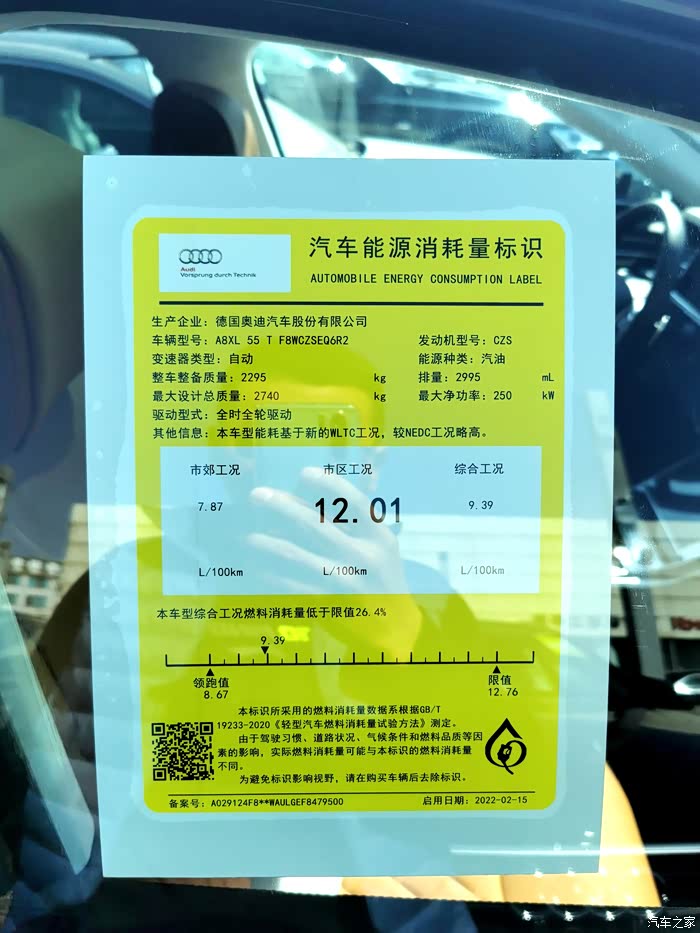 Audi
Vorsprung durch Technik
汽车能源消耗量标识
AUTOMOBILE ENERGY CONSUMPTION LABEL
生产企业：德国奥迪汽车股份有限公司
车辆型号：A8XL 55 T F8WCZSEQ6R2 发动机型号：CZS
变速器类型：自动 能源种类：汽油
整车整备质量：2295 kg 排量：2995 mL
最大设计总质量：2740 kg 最大净功率：250 kW
驱动型式：全时全轮驱动
其他信息：本车型能耗基于新的WLTC工况，较NEDC工况略高。
市郊工况 市区工况 综合工况
7.87 12.01 9.39
L/100km L/100km L/100km
本车型综合工况燃料消耗量低于限值26.4%
9.39
领跑值 限值
8.67 12.76
本标识所采用的燃料消耗量数据系根据GB/T
19233-2020《轻型汽车燃料消耗量试验方法》测定。
由于驾驶习惯、道路状况、气候条件和燃料品质等因
素的影响，实际燃料消耗量可能与本标识的燃料消耗量
不同。
为避免标识影响视野，请在购买车辆后去除标识。
备案号：A029124F8**WAULGEF8479500 启用日期：2022-02-15
汽车之家